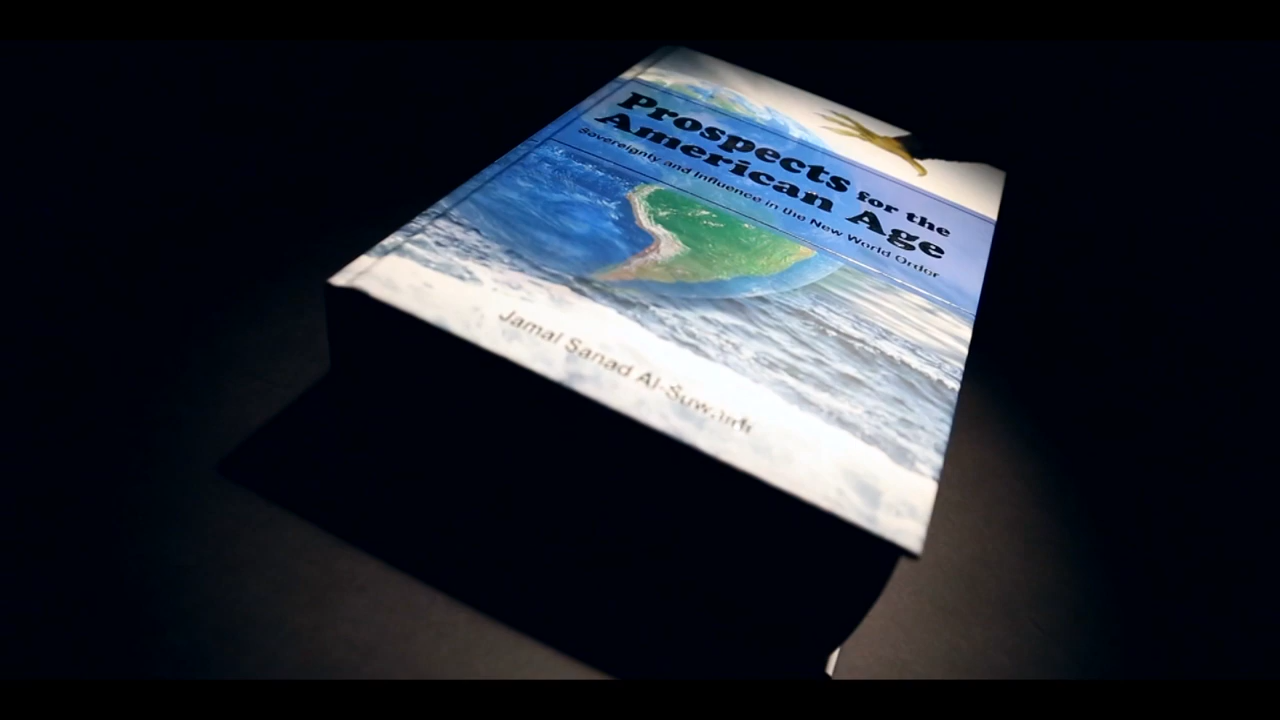 Prospects for the
American Age
Sovereignty and Influence in the New World Order
Jamal Sanad Al-Suwaidi